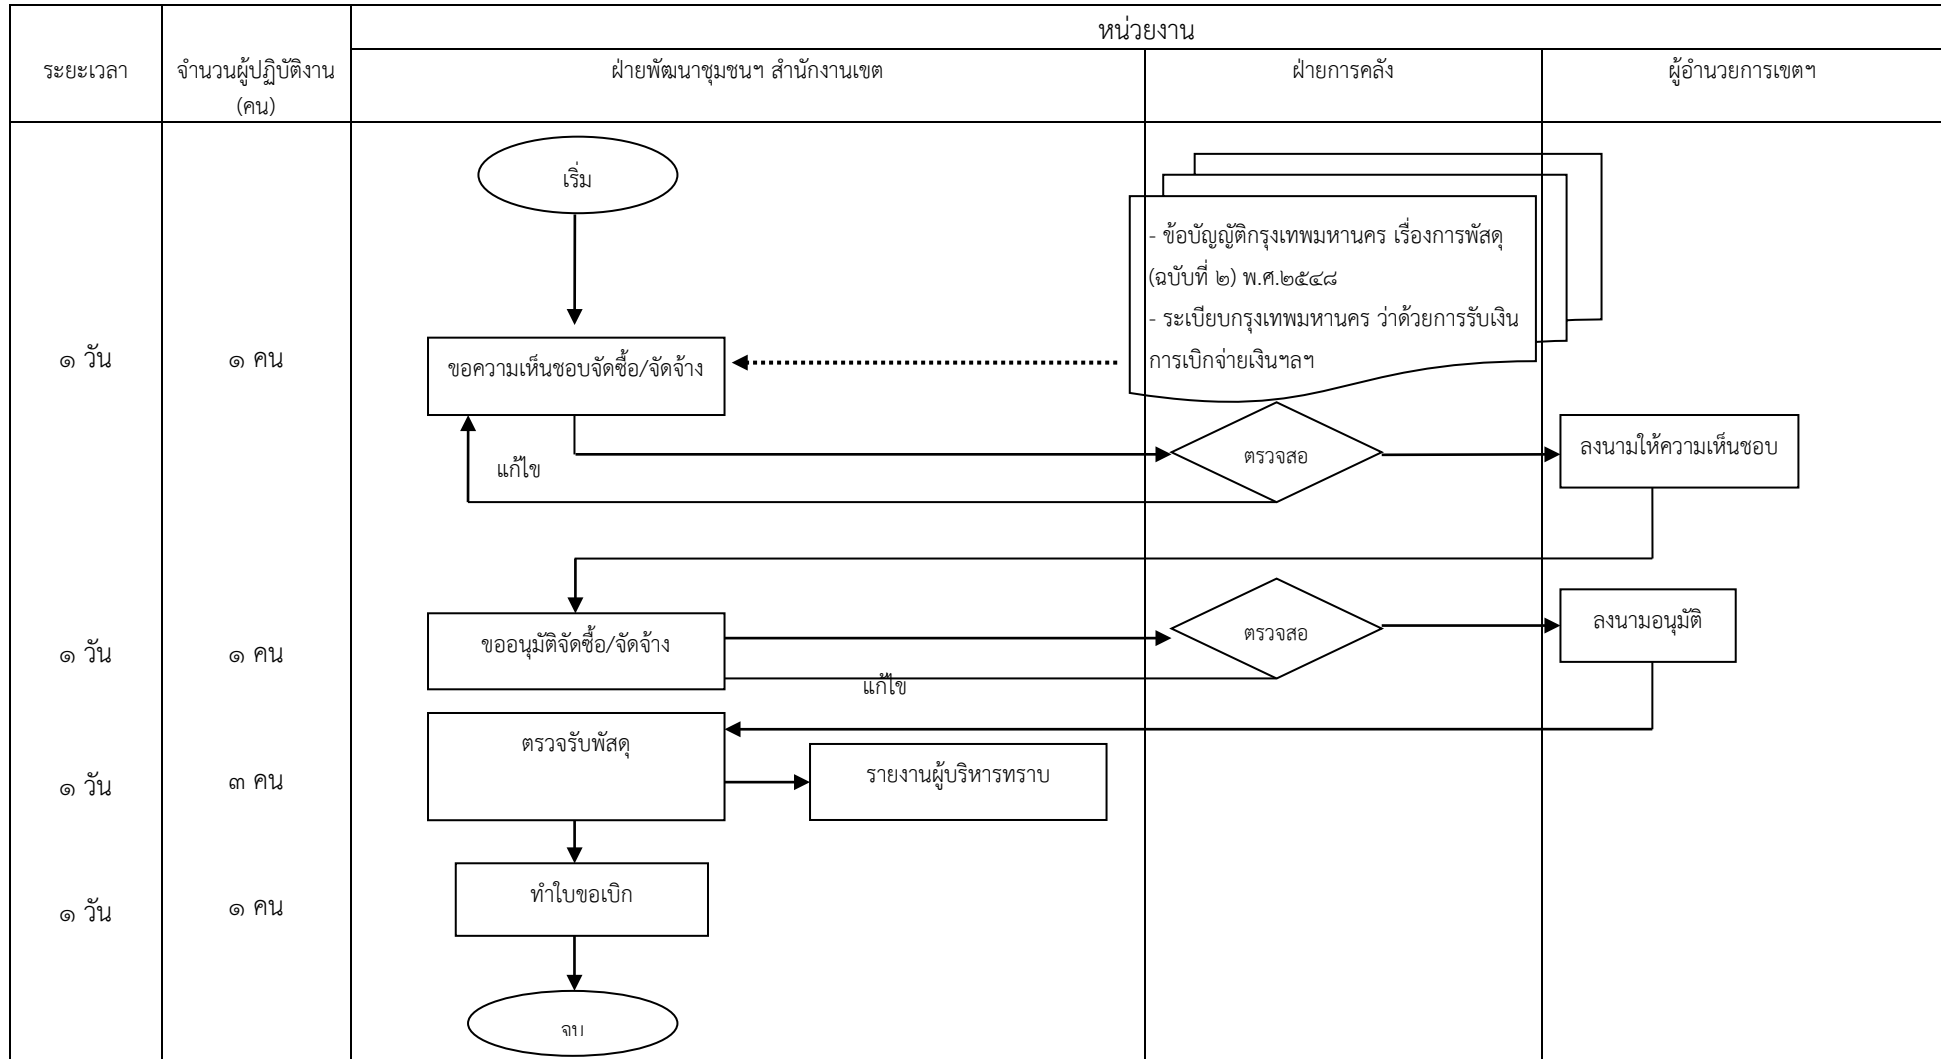 หน่วยงาน
ระยะเวลา
จำนวนผู้ปฏิบัติงาน
(คน)
ฝ่ายพัฒนาชุมชนฯ สำนักงานเขต
ฝ่ายการคลัง
ผู้อำนวยการเขตฯ
เริ่ม
- ข้อบัญญัติกรุงเทพมหานคร เรื่องการพัสดุ
(ฉบับที่ ๒) พ.ศ.๒๕๔๘
- ระเบียบกรุงเทพมหานคร ว่าด้วยการรับเงิน
การเบิกจ่ายเงินฯลฯ
๑ วัน
๑ คน
ขอความเห็นชอบจัดซื้อ/จัดจ้าง
แก้ไข
ตรวจสอ
ลงนามให้ความเห็นชอบ
๑ วัน
๑ คน
ขออนุมัติจัดซื้อ/จัดจ้าง
ตรวจสอ
ลงนามอนุมัติ
แก้ไข
๑ วัน
๓ คน
ตรวจรับพัสดุ
รายงานผู้บริหารทราบ
๑ วัน
๑ คน
ทำใบขอเบิก
จบ